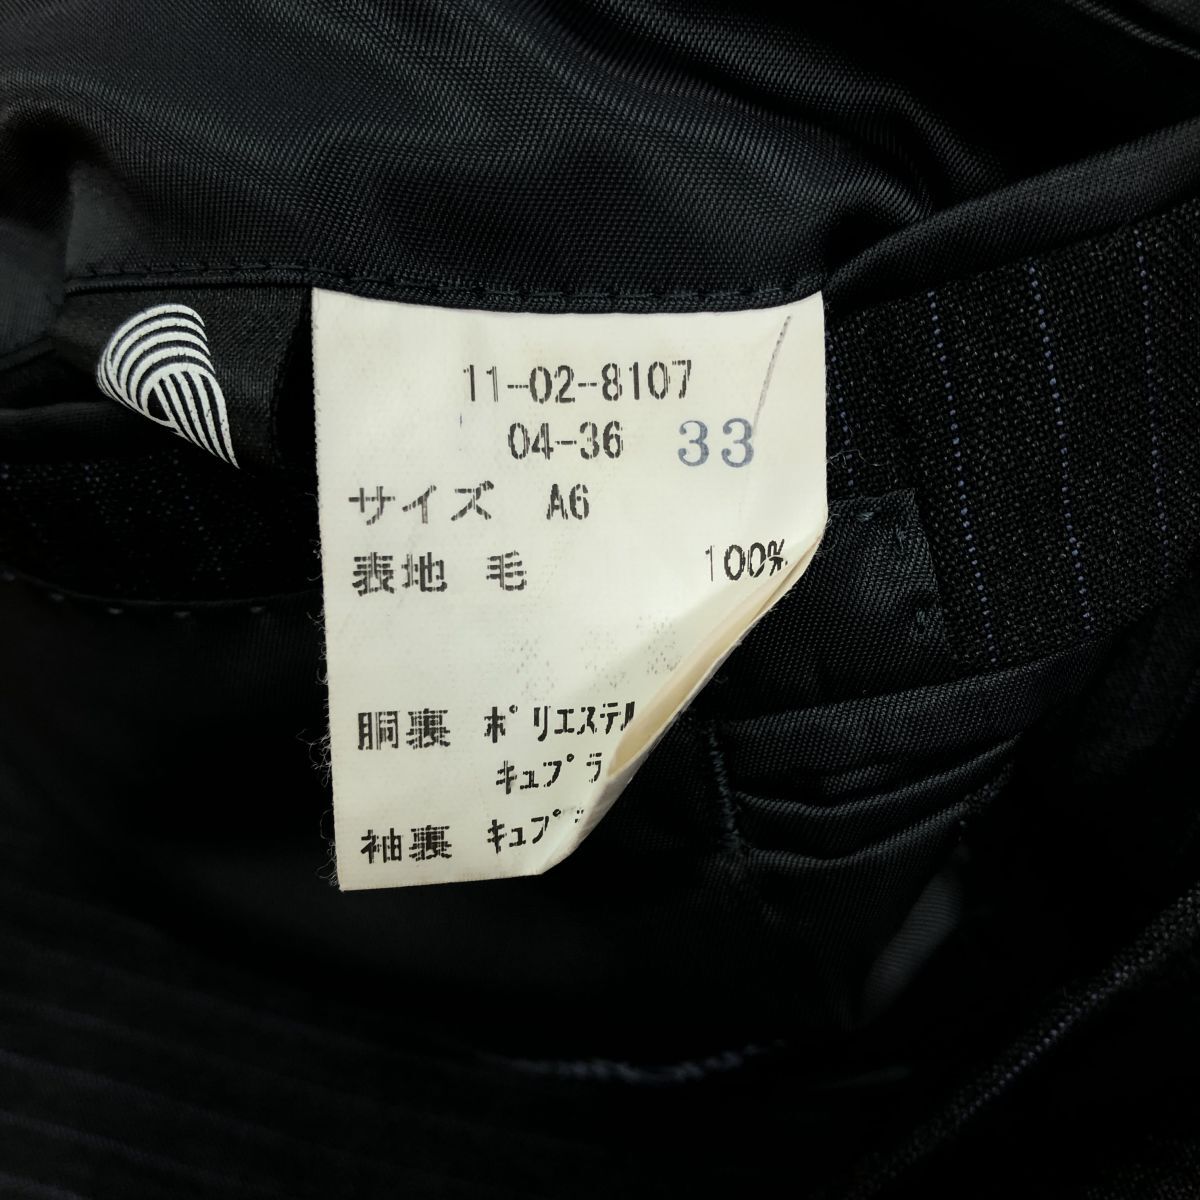 11-02-8107
04-36 33
サイズ A6
表地 毛 100%
胴裏 ポリエステル
キュプラ
袖裏 キュプ